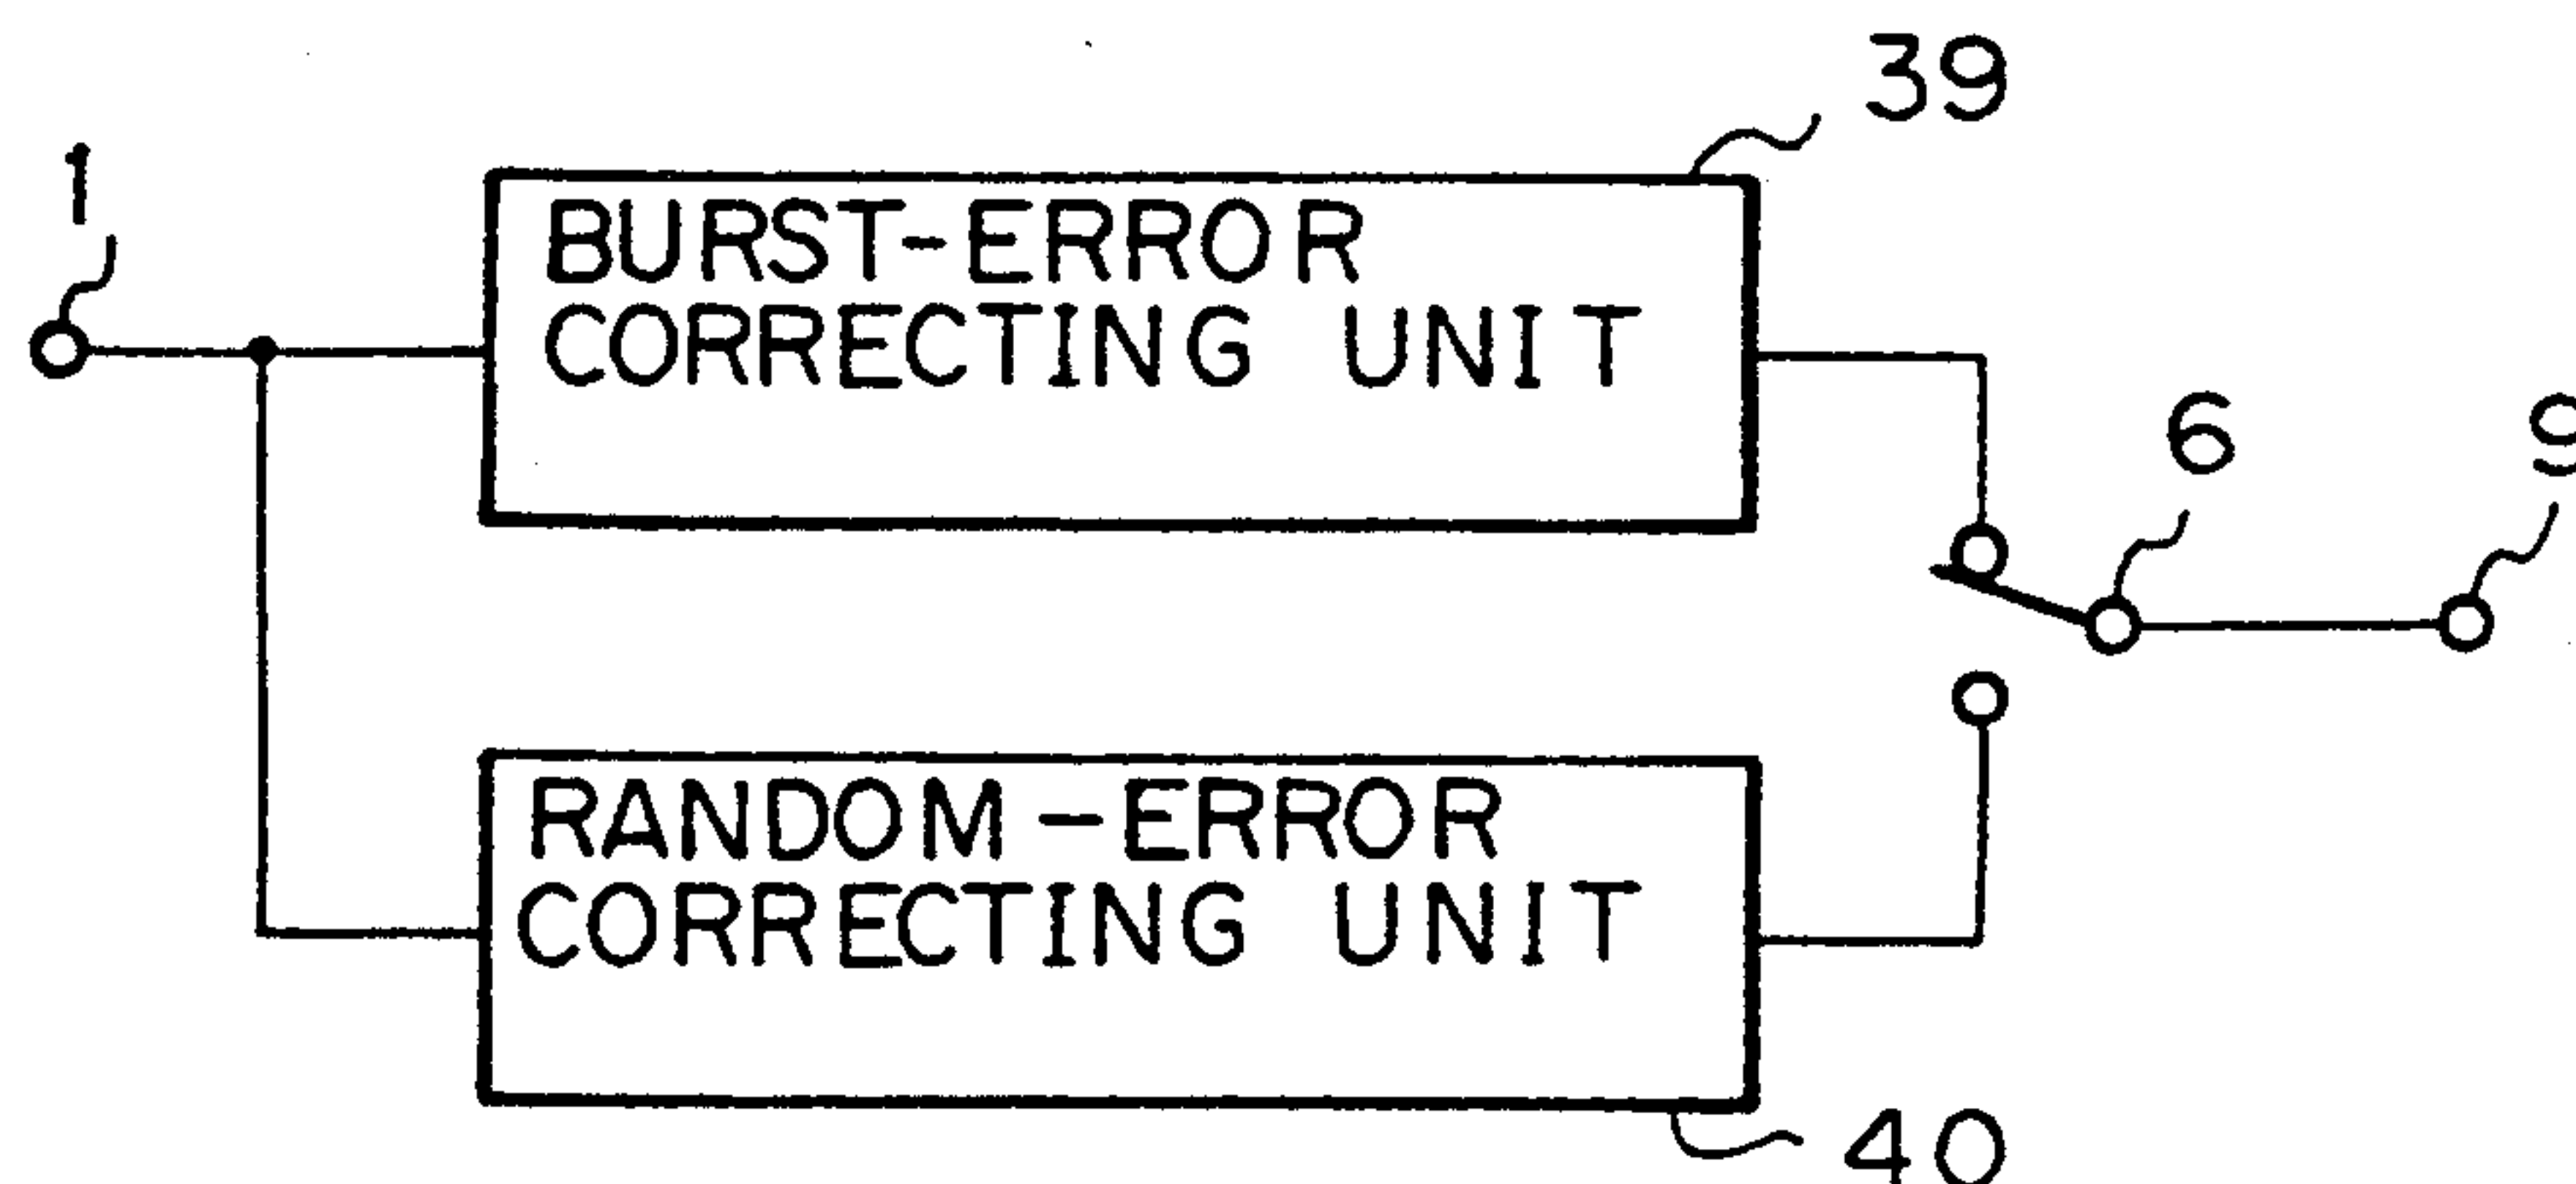 39
1
BURST-ERROR
CORRECTING UNIT
6
9
RANDOM-ERROR
CORRECTING UNIT
40